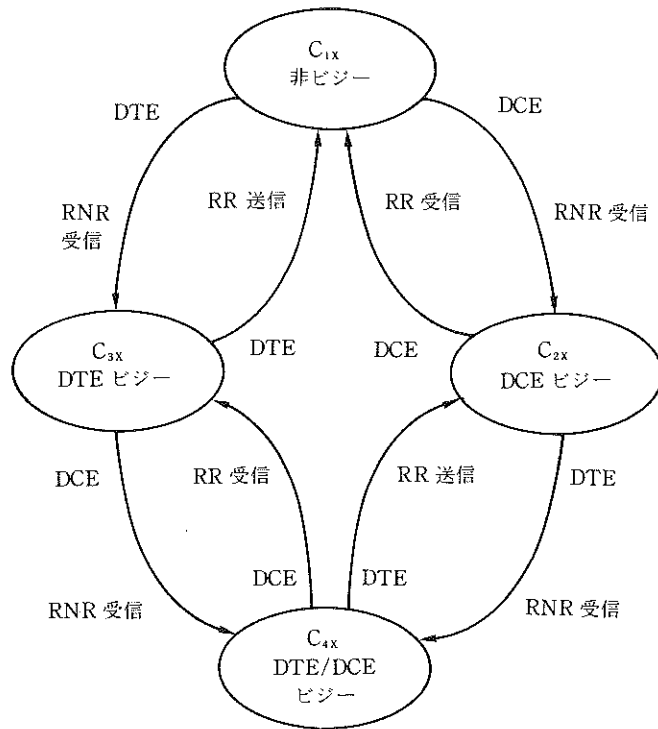 C₁ₓ
非ビジー
DTE
DCE
RNR
受信
RR 送信
RR 受信
RNR 受信
C₃ₓ
DTE ビジー
DTE
DCE
C₂ₓ
DCE ビジー
DCE
RR 受信
RR 送信
DTE
RNR 受信
DCE
DTE
RNR 受信
C₄ₓ
DTE/DCE
ビジー